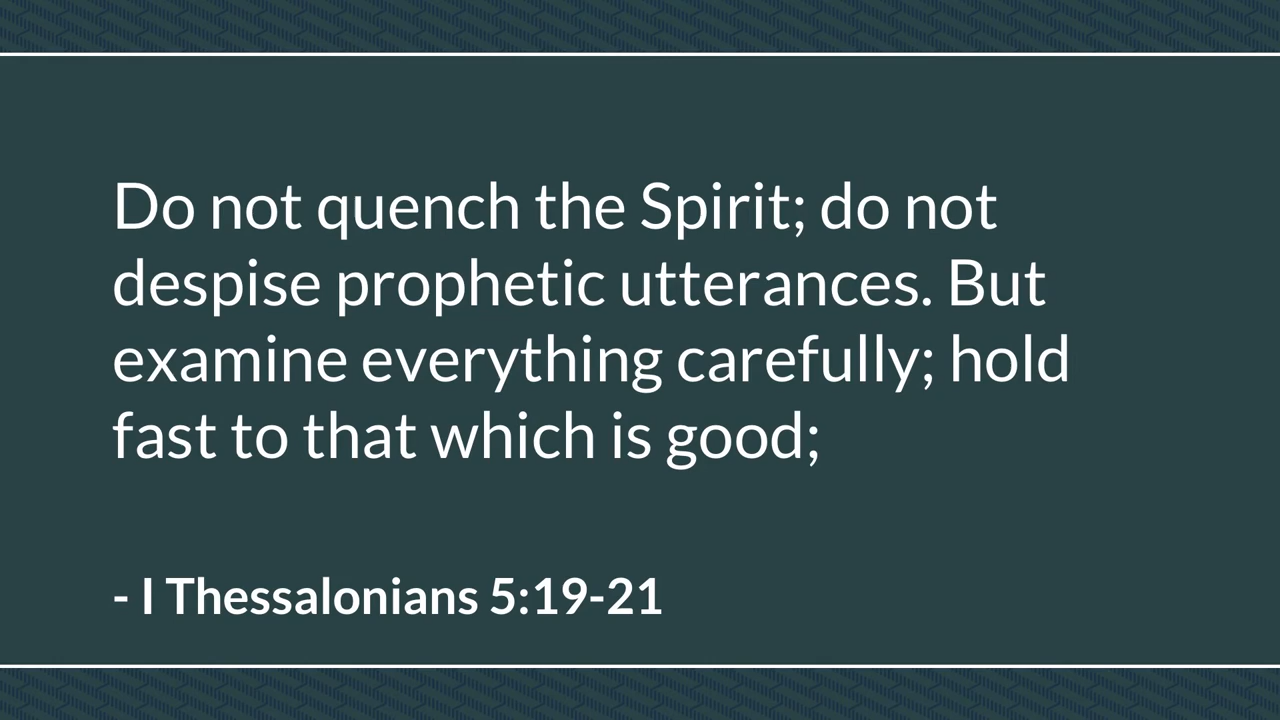 Do not quench the Spirit; do not
despise prophetic utterances. But
examine everything carefully; hold
fast to that which is good;
- I Thessalonians 5:19-21